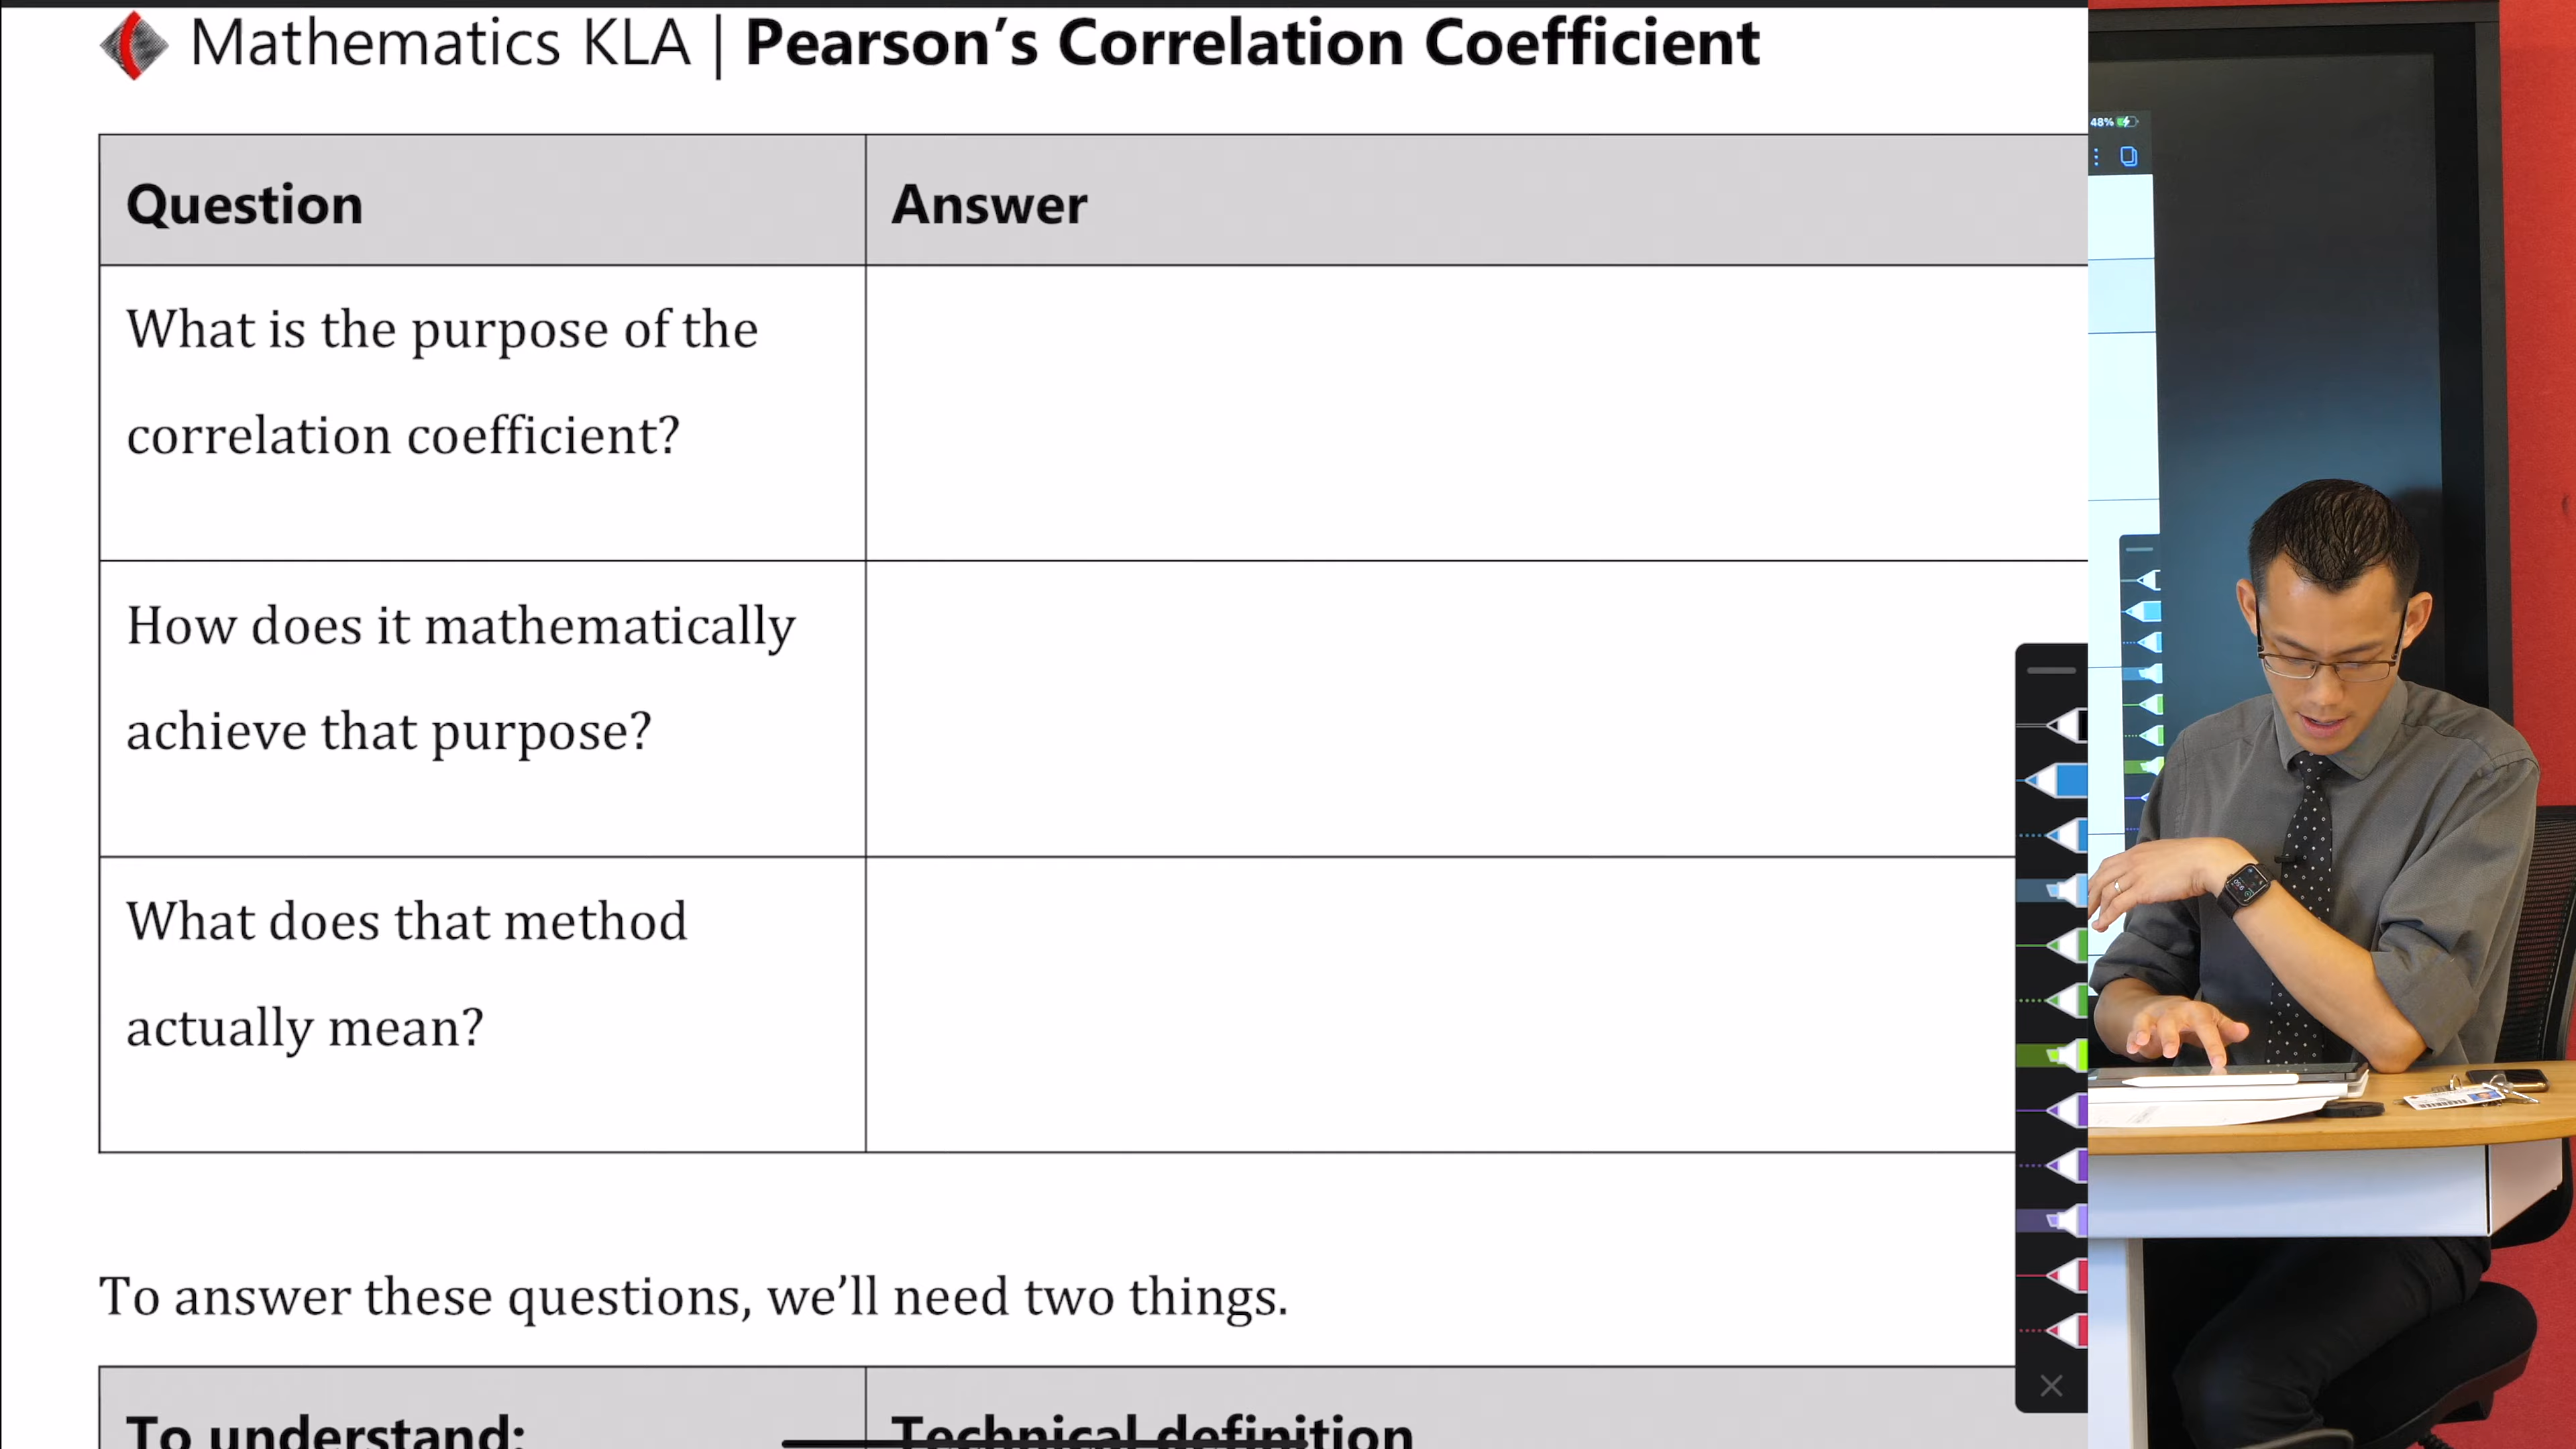 Mathematics KLA | Pearson’s Correlation Coefficient
Question
Answer
What is the purpose of the
correlation coefficient?
How does it mathematically
achieve that purpose?
What does that method
actually mean?
To answer these questions, we’ll need two things.
To understand:
Technical definition
48%